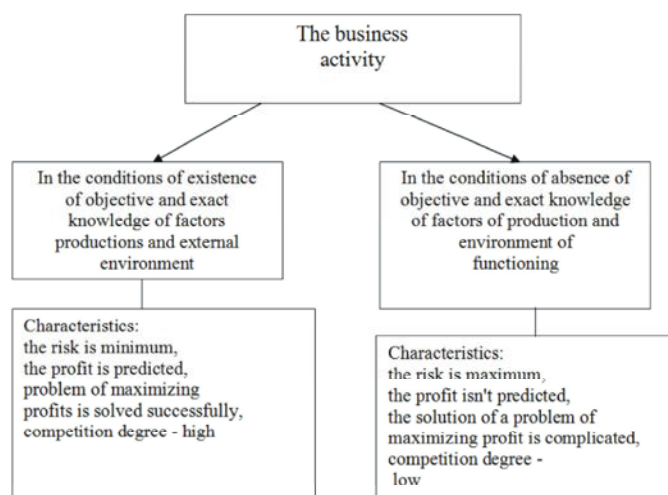 The business
activity
In the conditions of existence
of objective and exact
knowledge of factors
productions and external
environment
In the conditions of absence of
objective and exact knowledge
of factors of production and
environment of
functioning
Characteristics:
the risk is minimum,
the profit is predicted,
problem of maximizing
profits is solved successfully,
competition degree - high
Characteristics:
the risk is maximum,
the profit isn't predicted,
the solution of a problem of
maximizing profit is complicated,
competition degree -
low